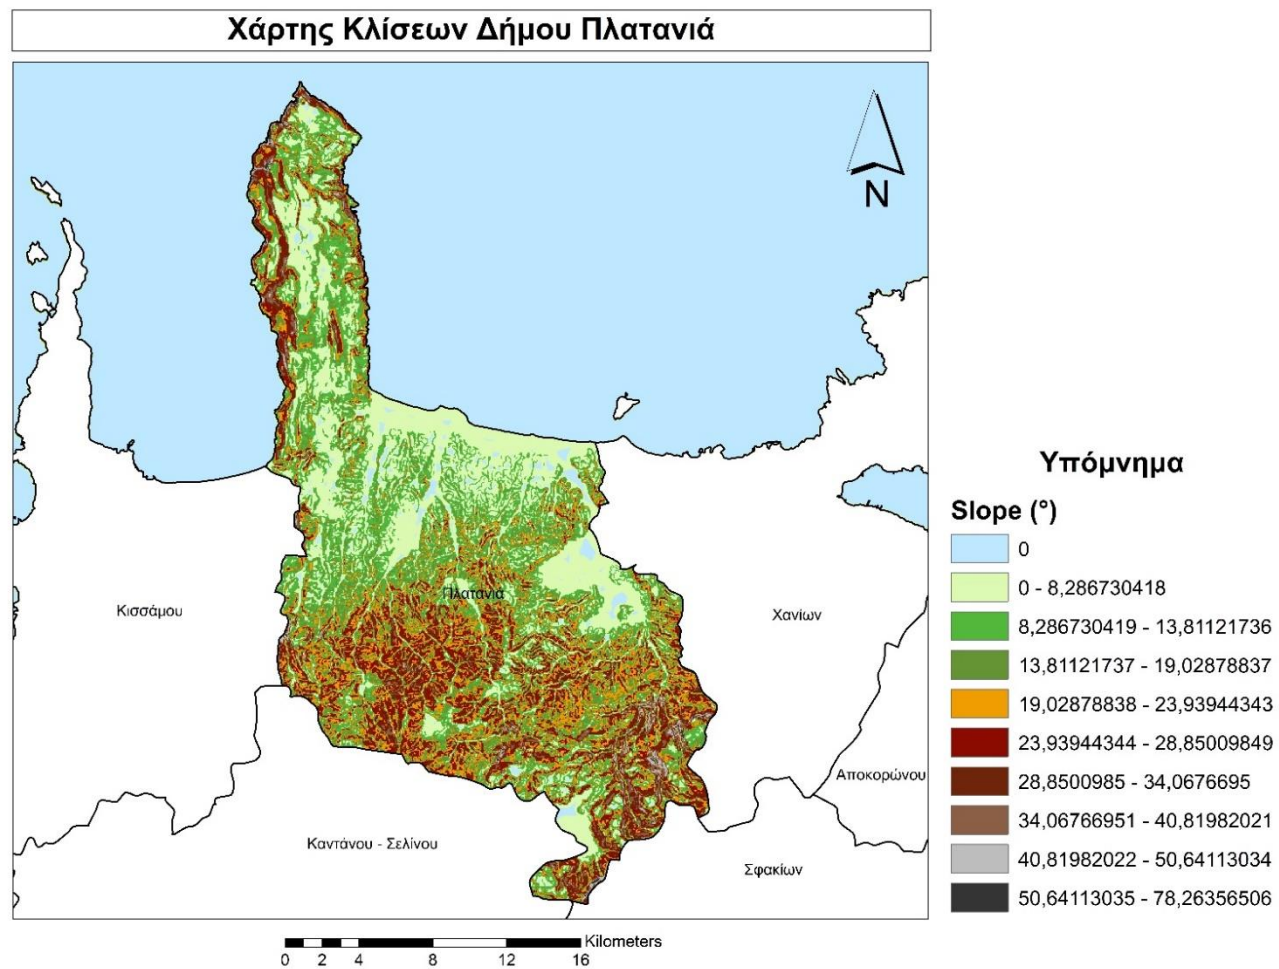 Χάρτης Κλίσεων Δήμου Πλατανιά
N
Πλατανιά
Κισσάμου
Χανίων
Αποκορώνου
Καντάνου - Σελίνου
Σφακίων
Υπόμνημα
Slope (°)
0
0 - 8,286730418
8,286730419 - 13,81121736
13,81121737 - 19,02878837
19,02878838 - 23,93944343
23,93944344 - 28,85009849
28,8500985 - 34,0676695
34,06766951 - 40,81982021
40,81982022 - 50,64113034
50,64113035 - 78,26356506
Kilometers
0 2 4 8 12 16